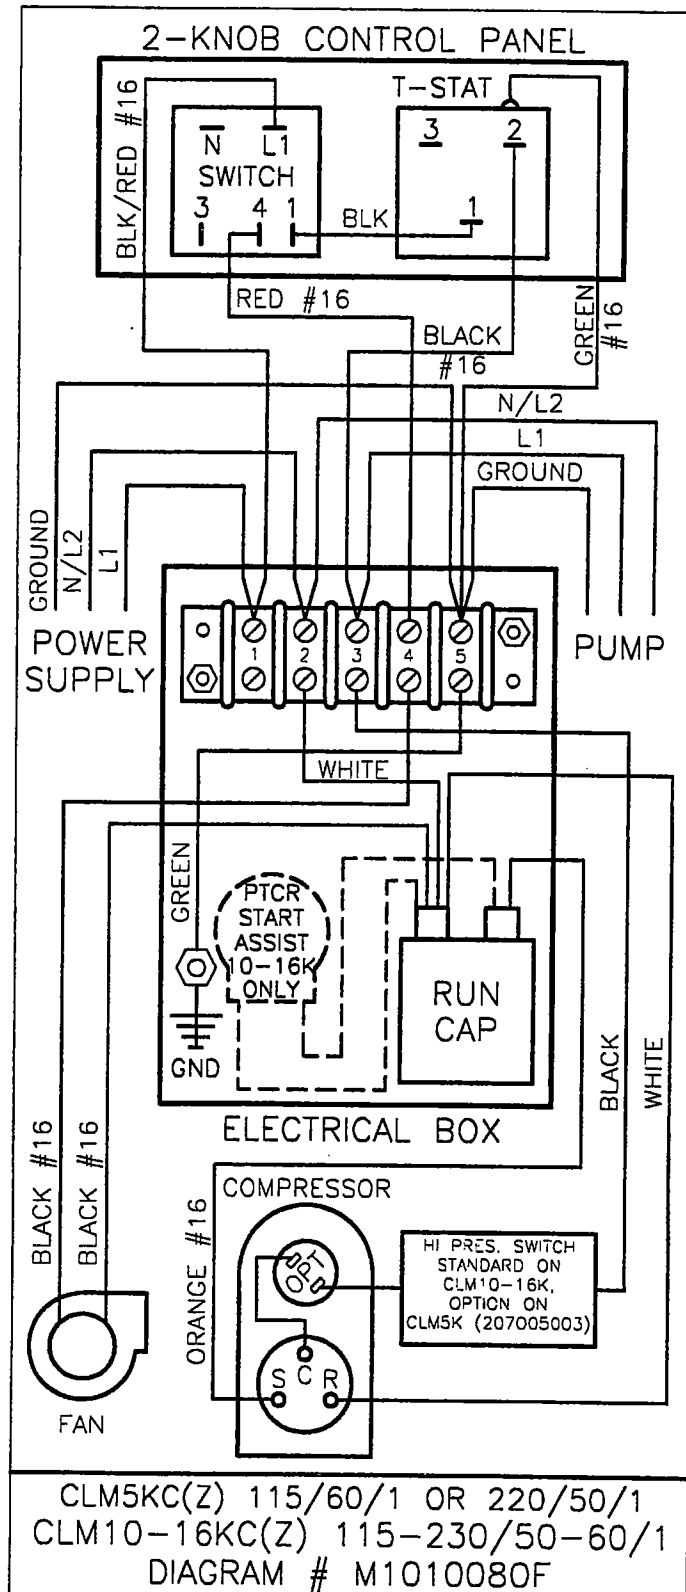 2-KNOB CONTROL PANEL
T-STAT
BLK/RED #16
N L1
SWITCH
3 4 1
BLK
3 2
1
RED #16
BLACK
#16
GREEN
#16
N/L2
L1
GROUND
GROUND
N/L2
L1
POWER
SUPPLY
PUMP
1 2 3 4 5
WHITE
GREEN
PTCR
START
ASSIST
10-16K
ONLY
RUN
CAP
GND
BLACK
WHITE
ELECTRICAL BOX
BLACK #16
BLACK #16
ORANGE #16
COMPRESSOR
OPT
HI PRES. SWITCH
STANDARD ON
CLM10-16K,
OPTION ON
CLM5K (207005003)
S C R
FAN
CLM5KC(Z) 115/60/1 OR 220/50/1
CLM10-16KC(Z) 115-230/50-60/1
DIAGRAM # M1010080F